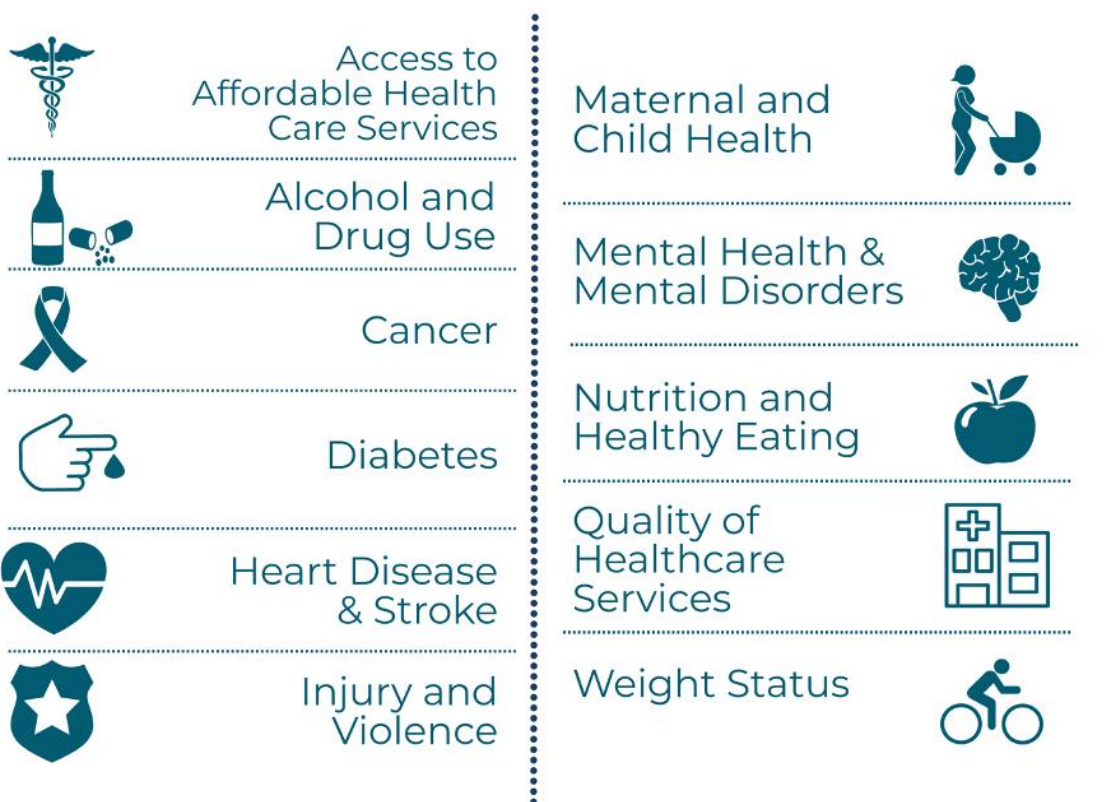 Access to
Affordable Health
Care Services
Alcohol and
Drug Use
Cancer
Diabetes
Heart Disease
& Stroke
Injury and
Violence
Maternal and
Child Health
Mental Health &
Mental Disorders
Nutrition and
Healthy Eating
Quality of
Healthcare
Services
Weight Status